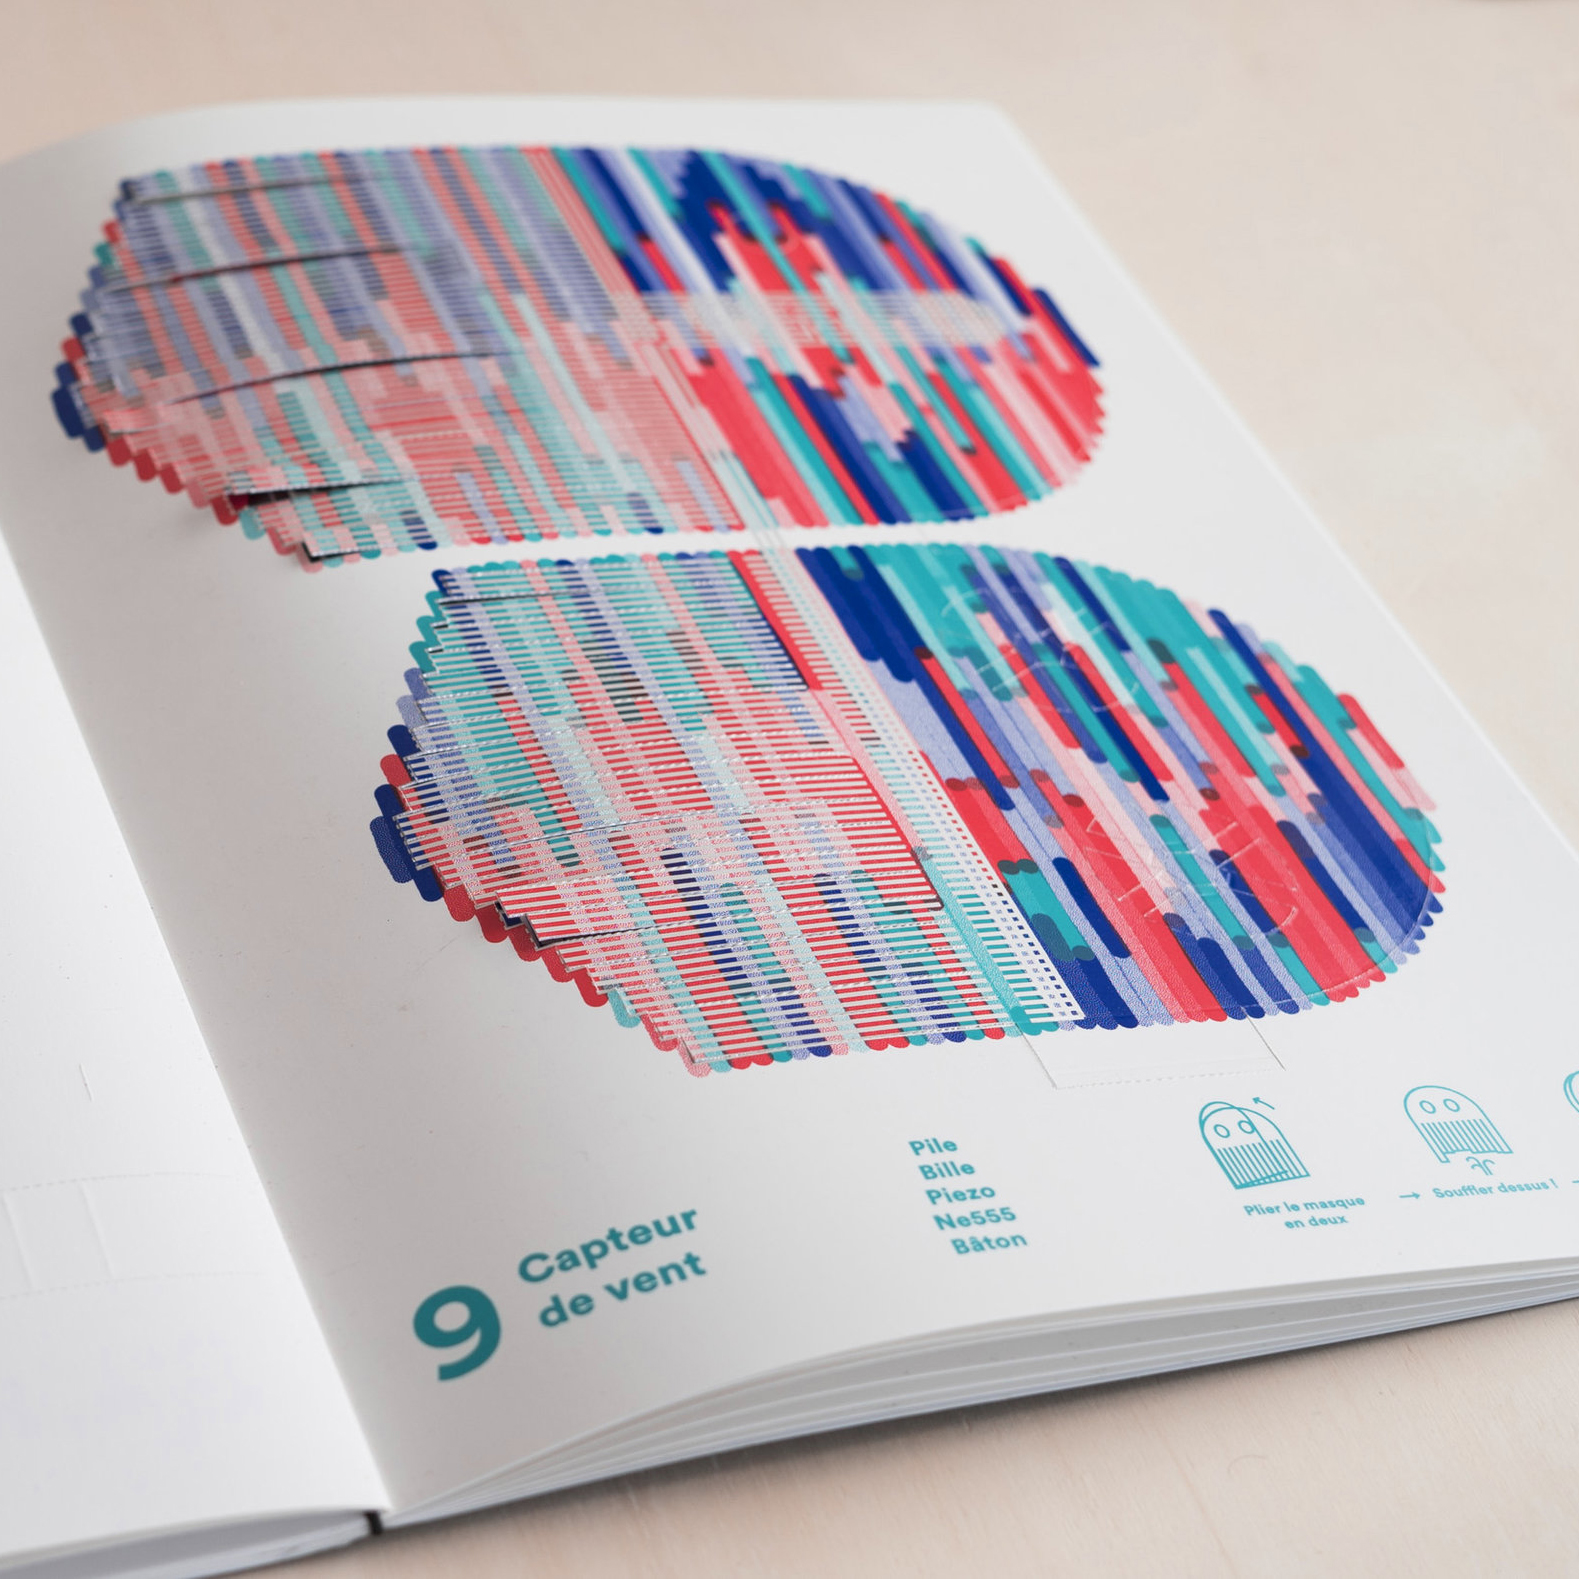 9
Capteur
de vent
Pile
Bille
Piezo
Ne555
Bâton
Plier le masque
en deux
→ Souffler dessus ! →